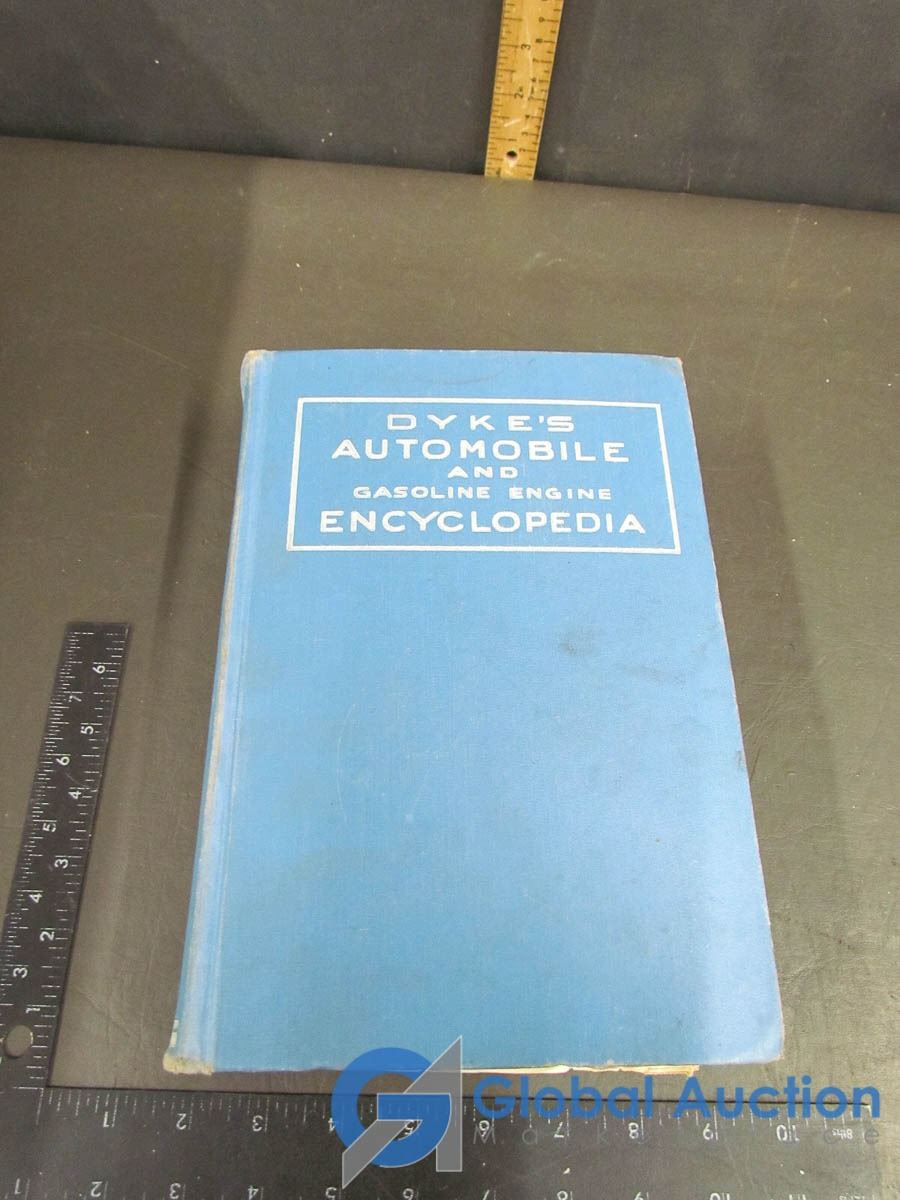 DYKE'S
AUTOMOBILE
AND
GASOLINE ENGINE
ENCYCLOPEDIA
Global Auction